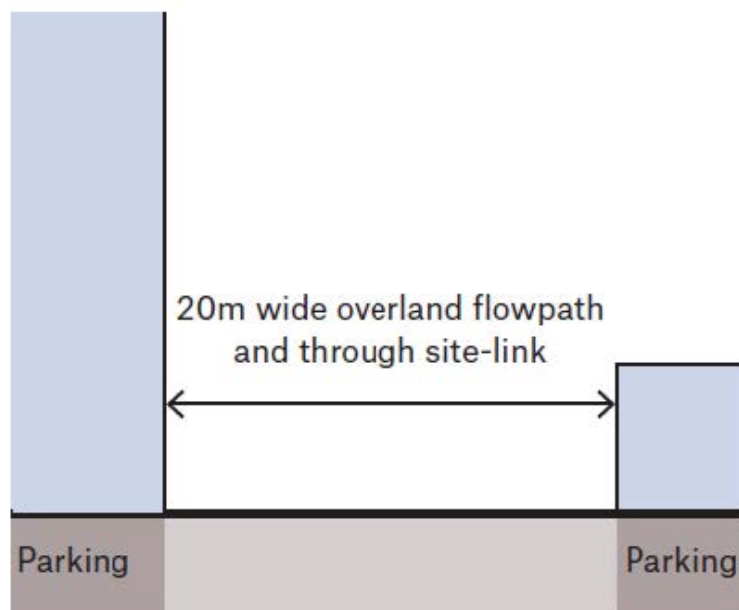 20m wide overland flowpath
and through site-link
Parking
Parking